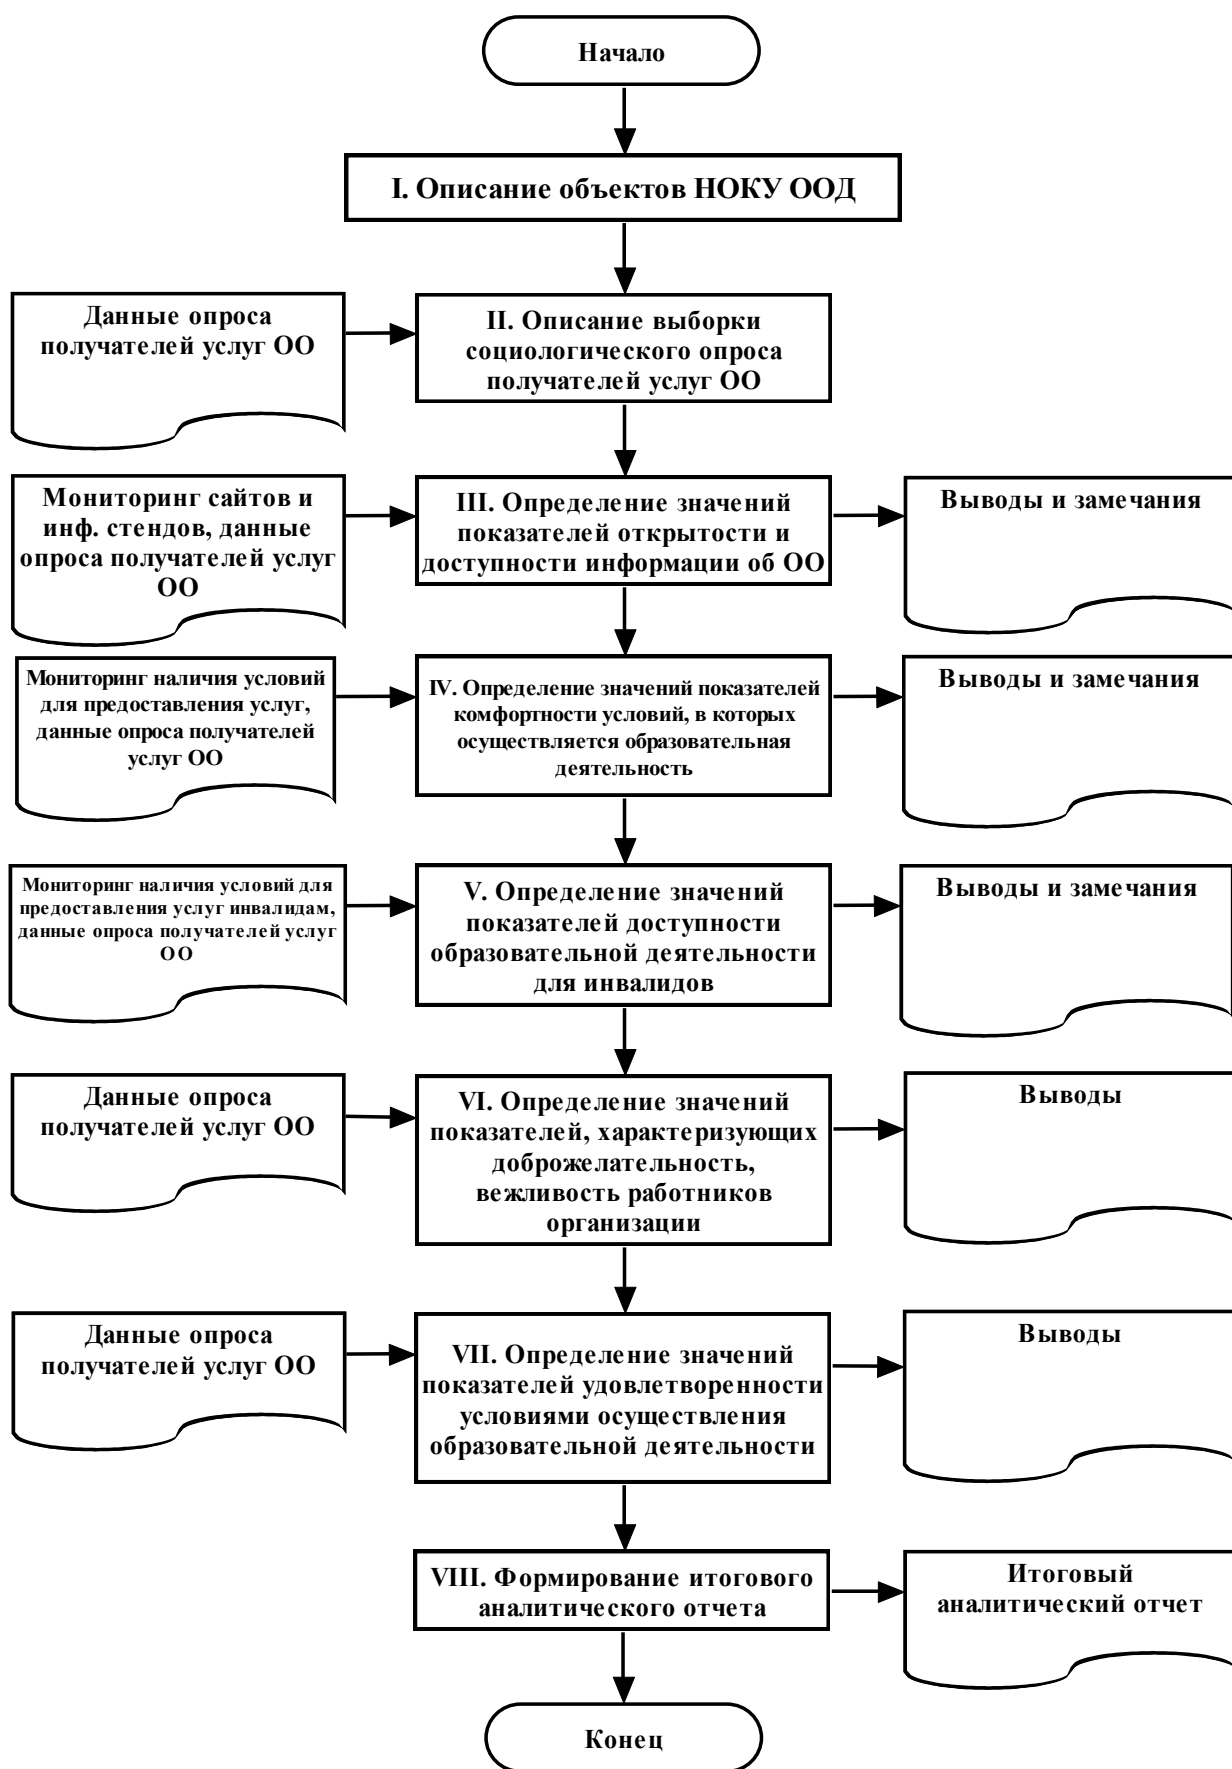 Начало
I. Описание объектов НОКУ ООД
Данные опроса
получателей услуг ОО
II. Описание выборки
социологического опроса
получателей услуг ОО
Мониторинг сайтов и
инф. стендов, данные
опроса получателей услуг
ОО
III. Определение значений
показателей открытости и
доступности информации об ОО
Выводы и замечания
Мониторинг наличия условий
для предоставления услуг,
данные опроса получателей
услуг ОО
IV. Определение значений показателей
комфортности условий, в которых
осуществляется образовательная
деятельность
Выводы и замечания
Мониторинг наличия условий для
предоставления услуг инвалидам,
данные опроса получателей услуг
ОО
V. Определение значений
показателей доступности
образовательной деятельности
для инвалидов
Выводы и замечания
Данные опроса
получателей услуг ОО
VI. Определение значений
показателей, характеризующих
доброжелательность,
вежливость работников
организации
Выводы
Данные опроса
получателей услуг ОО
VII. Определение значений
показателей удовлетворенности
условиями осуществления
образовательной деятельности
Выводы
VIII. Формирование итогового
аналитического отчета
Итоговый
аналитический отчет
Конец